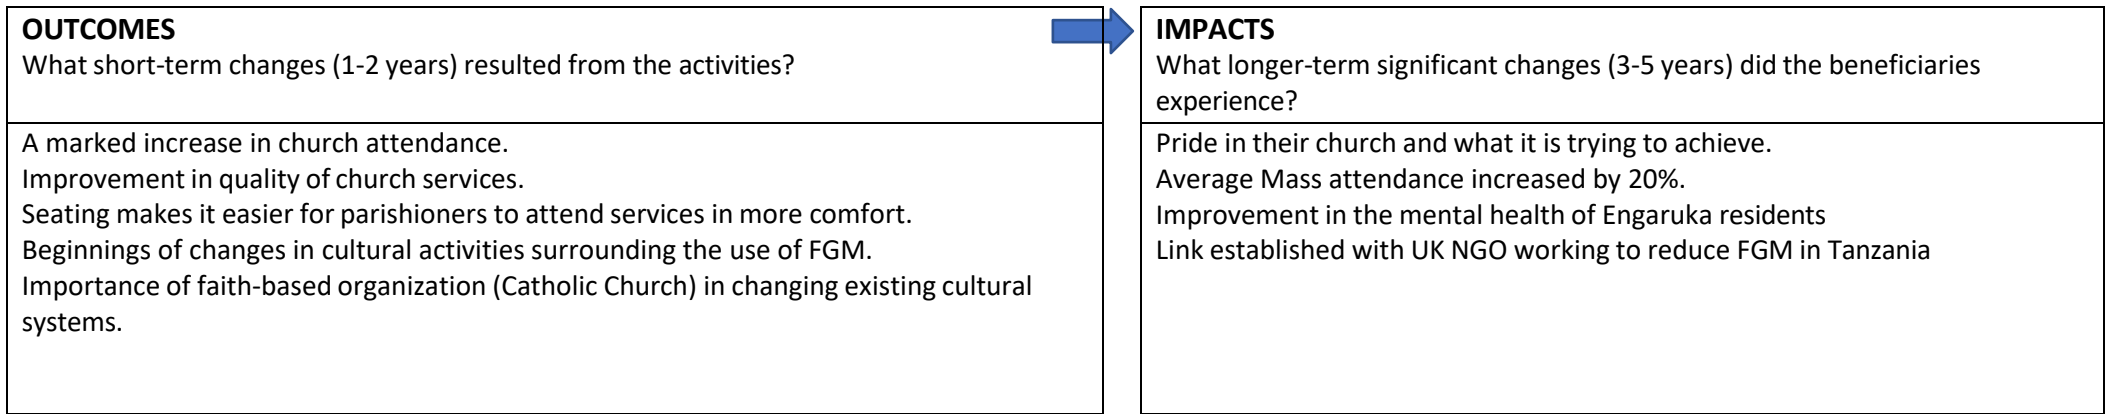 OUTCOMES
What short-term changes (1-2 years) resulted from the activities?
A marked increase in church attendance.
Improvement in quality of church services.
Seating makes it easier for parishioners to attend services in more comfort.
Beginnings of changes in cultural activities surrounding the use of FGM.
Importance of faith-based organization (Catholic Church) in changing existing cultural
systems.
IMPACTS
What longer-term significant changes (3-5 years) did the beneficiaries
experience?
Pride in their church and what it is trying to achieve.
Average Mass attendance increased by 20%.
Improvement in the mental health of Engaruka residents
Link established with UK NGO working to reduce FGM in Tanzania